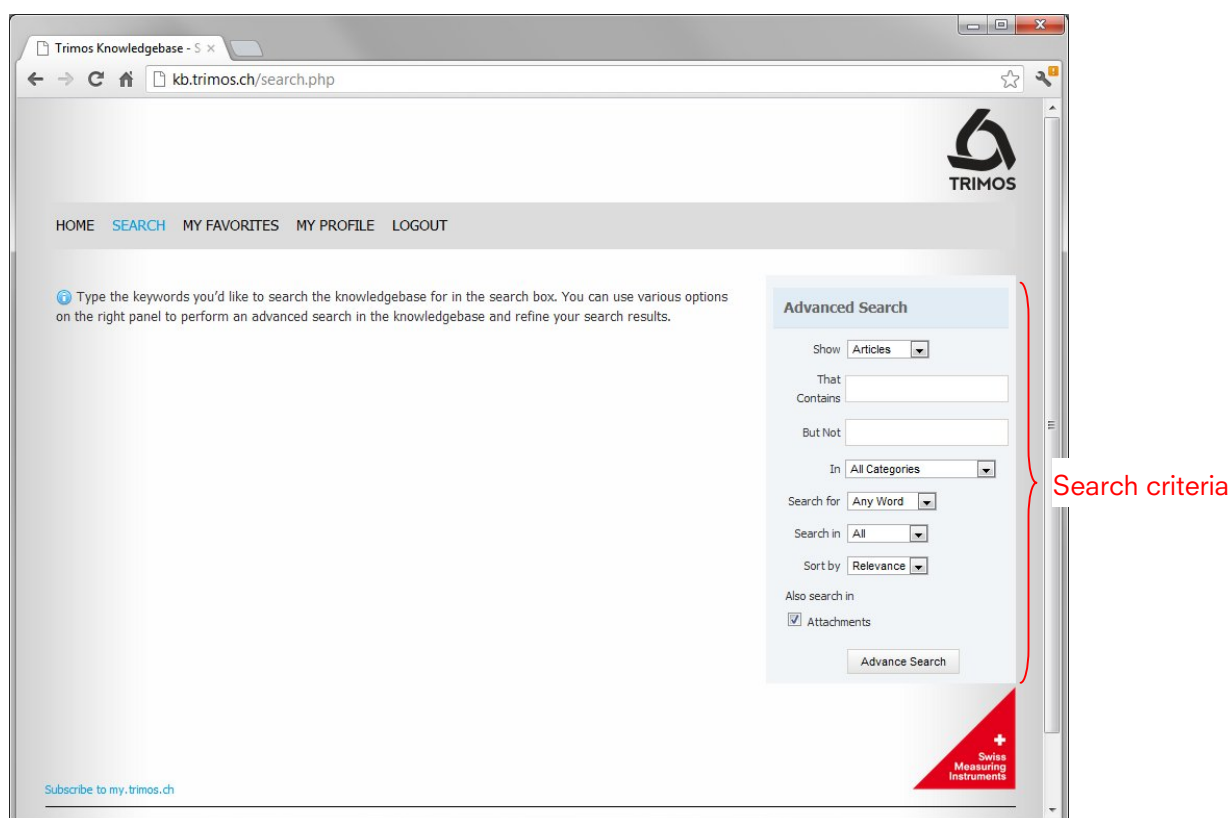 Trimos Knowledgebase - S
kb.trimos.ch/search.php
TRIMOS
HOME SEARCH MY FAVORITES MY PROFILE LOGOUT
Type the keywords you'd like to search the knowledgebase for in the search box. You can use various options
on the right panel to perform an advanced search in the knowledgebase and refine your search results.
Advanced Search
Show Articles
That
Contains
But Not
In All Categories
Search for Any Word
Search in All
Sort by Relevance
Also search in
Attachments
Advance Search
Search criteria
Swiss
Measuring
Instruments
Subscribe to my.trimos.ch